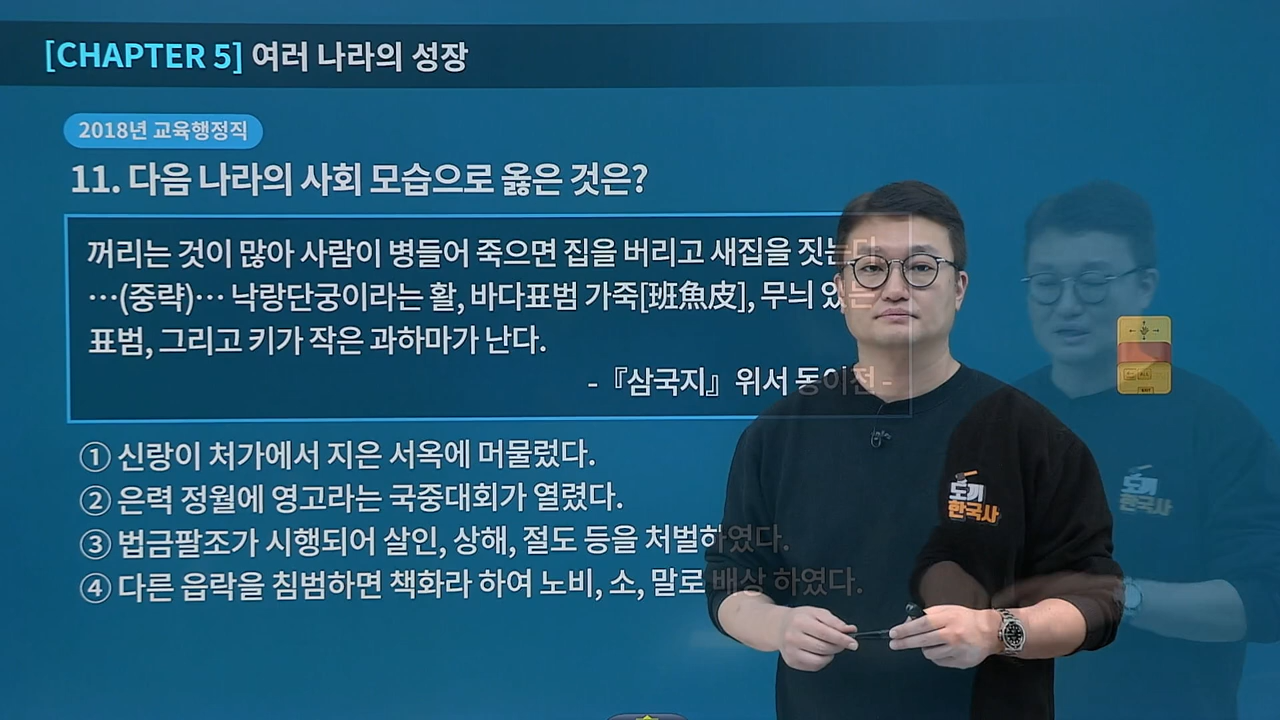 [CHAPTER 5] 여러 나라의 성장
2018년 교육행정직
11. 다음 나라의 사회 모습으로 옳은 것은?
꺼리는 것이 많아 사람이 병들어 죽으면 집을 버리고 새집을 짓는다.
…(중략)… 낙랑단궁이라는 활, 바다표범 가죽[班魚皮], 무늬 있는
표범, 그리고 키가 작은 과하마가 난다.
-『삼국지』위서 동이전 -
① 신랑이 처가에서 지은 서옥에 머물렀다.
② 은력 정월에 영고라는 국중대회가 열렸다.
③ 법금팔조가 시행되어 살인, 상해, 절도 등을 처벌하였다.
④ 다른 읍락을 침범하면 책화라 하여 노비, 소, 말로 배상 하였다.
도끼
한국사